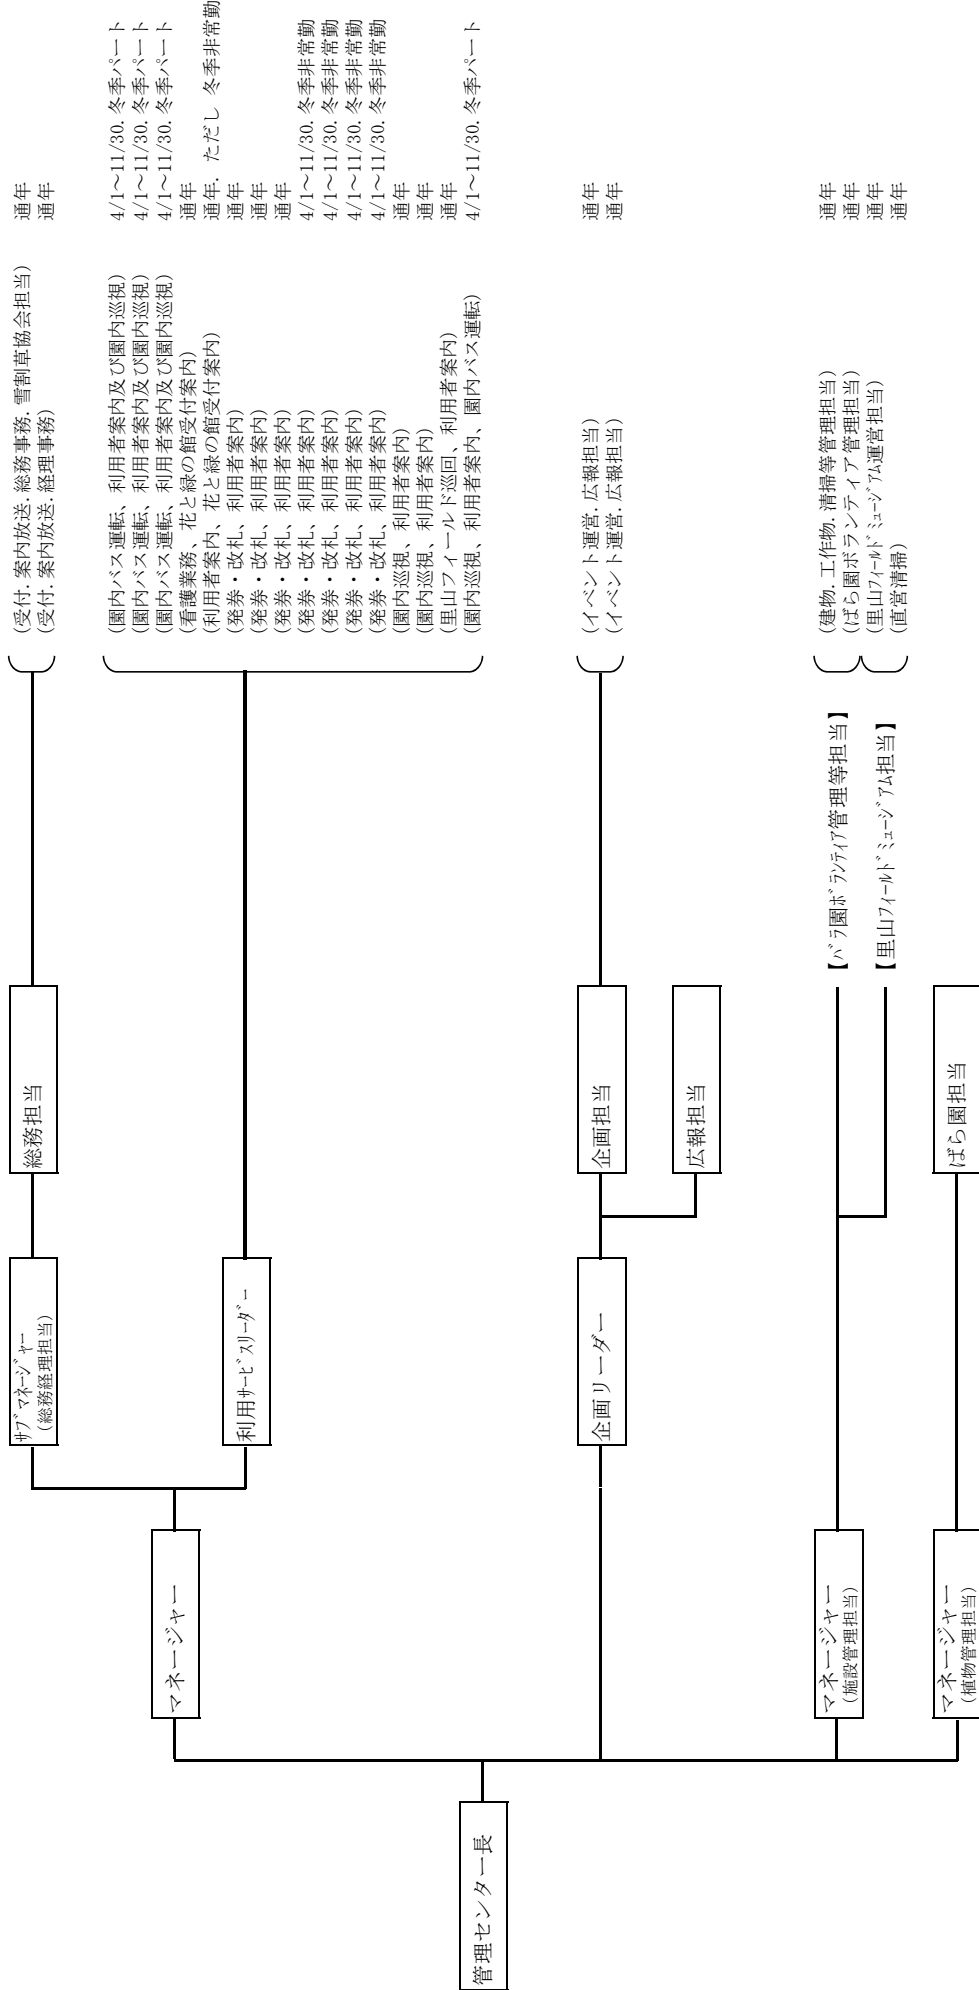 管理センター長
マネージャー
サブマネージャー
(総務経理担当)
総務担当
(受付.案内放送.総務事務.雪割草協会担当) 通年
(受付.案内放送.経理事務) 通年
利用サービスリーダー
(園内バス運転、利用者案内及び園内巡視) 4/1~11/30.冬季パート
(園内バス運転、利用者案内及び園内巡視) 4/1~11/30.冬季パート
(園内バス運転、利用者案内及び園内巡視) 4/1~11/30.冬季パート
(看護業務、花と緑の館受付案内) 通年
(利用者案内、花と緑の館受付案内) 通年.ただし 冬季非常勤
(発券・改札、利用者案内) 通年
(発券・改札、利用者案内) 通年
(発券・改札、利用者案内) 通年
(発券・改札、利用者案内) 4/1~11/30.冬季非常勤
(発券・改札、利用者案内) 4/1~11/30.冬季非常勤
(発券・改札、利用者案内) 4/1~11/30.冬季非常勤
(発券・改札、利用者案内) 4/1~11/30.冬季非常勤
(園内巡視、利用者案内) 通年
(園内巡視、利用者案内) 通年
(里山フィールド巡回、利用者案内) 通年
(園内巡視、利用者案内、園内バス運転) 4/1~11/30.冬季パート
企画リーダー
企画担当
(イベント運営.広報担当) 通年
(イベント運営.広報担当) 通年
広報担当
マネージャー
(施設管理担当)
【バラ園ボランティア管理等担当】
【里山フィールドミュージアム担当】
(建物.工作物.清掃等管理担当) 通年
(ばら園ボランティア管理担当) 通年
(里山フィールドミュージアム運営担当) 通年
(直営清掃) 通年
マネージャー
(植物管理担当)
ばら園担当